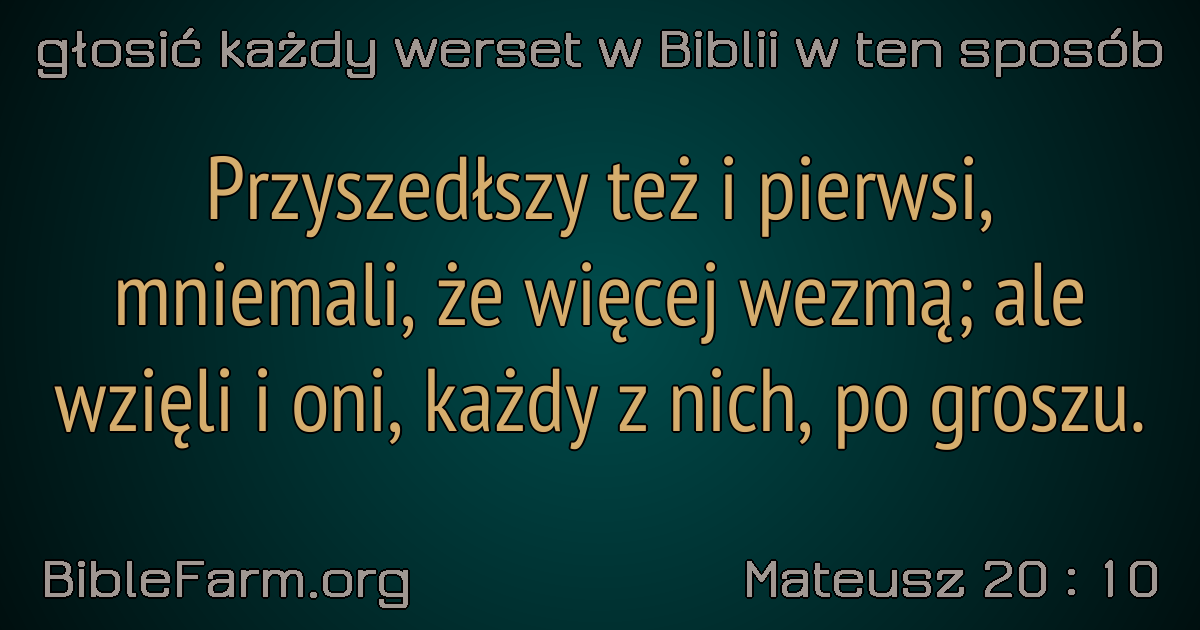 głosić każdy werset w Biblii w ten sposób
Przyszedłszy też i pierwsi,
mniemali, że więcej wezmą; ale
wzięli i oni, każdy z nich, po groszu.
BibleFarm.org
Mateusz 20 : 10